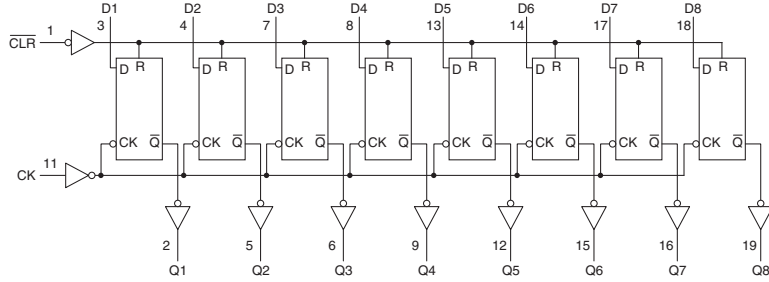 D1 D2 D3 D4 D5 D6 D7 D8
3 4 7 8 13 14 17 18
C̅L̅R̅ 1
D R D R D R D R D R D R D R D R
CK Q̅ CK Q̅ CK Q̅ CK Q̅ CK Q̅ CK Q̅ CK Q̅ CK Q̅
11
CK
2 5 6 9 12 15 16 19
Q1 Q2 Q3 Q4 Q5 Q6 Q7 Q8